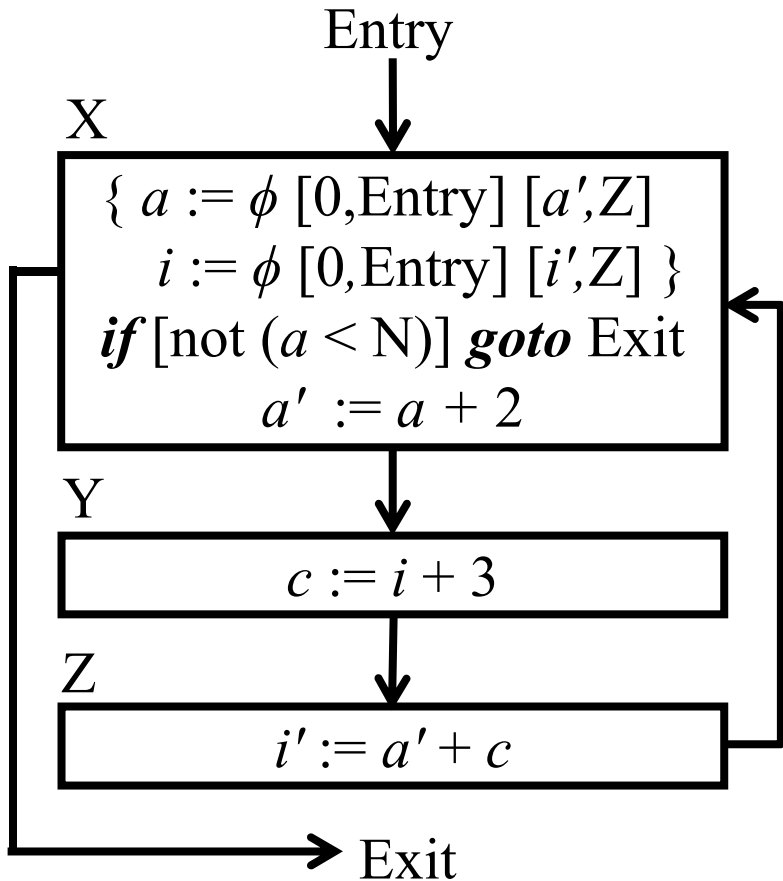 Entry
X
{ a := ϕ [0,Entry] [a′,Z]
i := ϕ [0,Entry] [i′,Z] }
if [not (a < N)] goto Exit
a′ := a + 2
Y
c := i + 3
Z
i′ := a′ + c
Exit